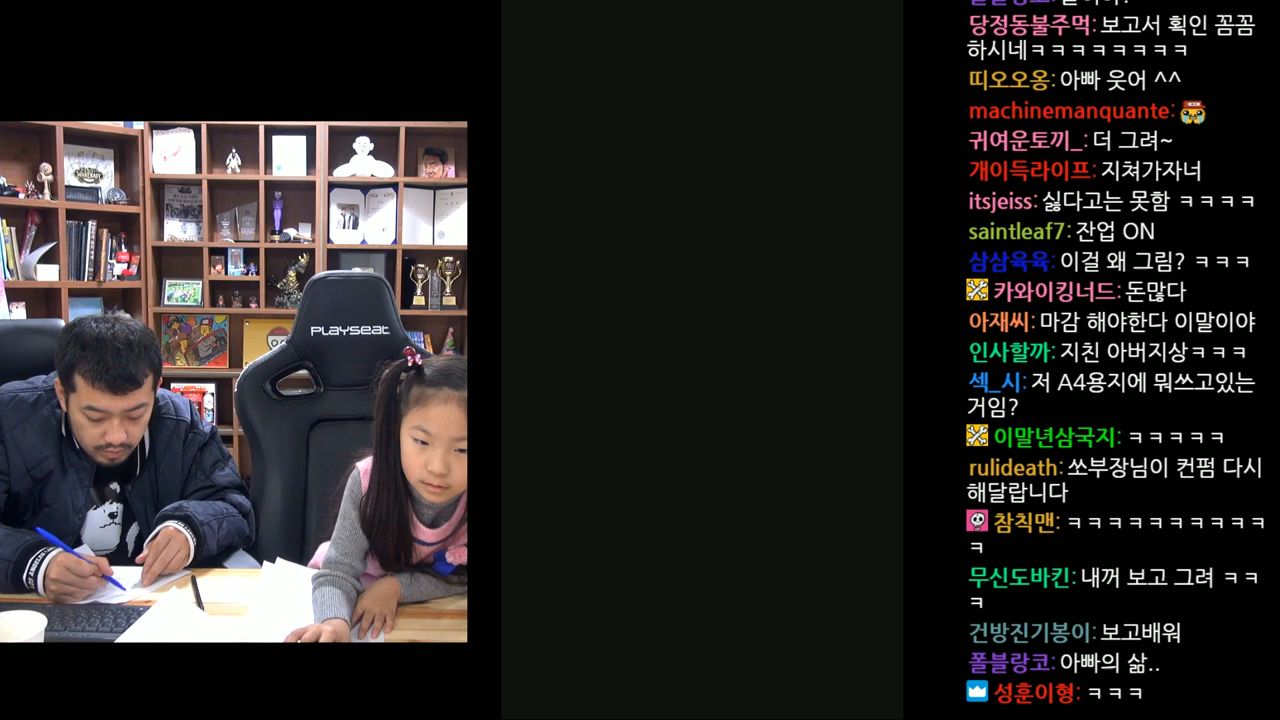 당정동불주먹: 보고서 획인 꼼꼼
하시네ㅋㅋㅋㅋㅋㅋㅋㅋ
띠오오옹: 아빠 웃어 ^^
machinemanquante:
귀여운토끼_: 더 그려~
개이득라이프: 지쳐가자너
itsjeiss: 싫다고는 못함 ㅋㅋㅋㅋ
saintleaf7: 잔업 ON
삼삼육육: 이걸 왜 그림? ㅋㅋㅋ
카와이킹너드: 돈많다
아재씨: 마감 해야한다 이말이야
인사할까: 지친 아버지상ㅋㅋㅋ
섹_시: 저 A4용지에 뭐쓰고있는
거임?
이말년삼국지: ㅋㅋㅋㅋㅋ
rulideath: 쏘부장님이 컨펌 다시
해달랍니다
참칙맨: ㅋㅋㅋㅋㅋㅋㅋㅋㅋㅋ
ㅋ
무신도바킨: 내꺼 보고 그려 ㅋㅋ
ㅋ
건방진기봉이: 보고배워
폴블랑코: 아빠의 삶..
성훈이형: ㅋㅋㅋ
PLAYSEAT